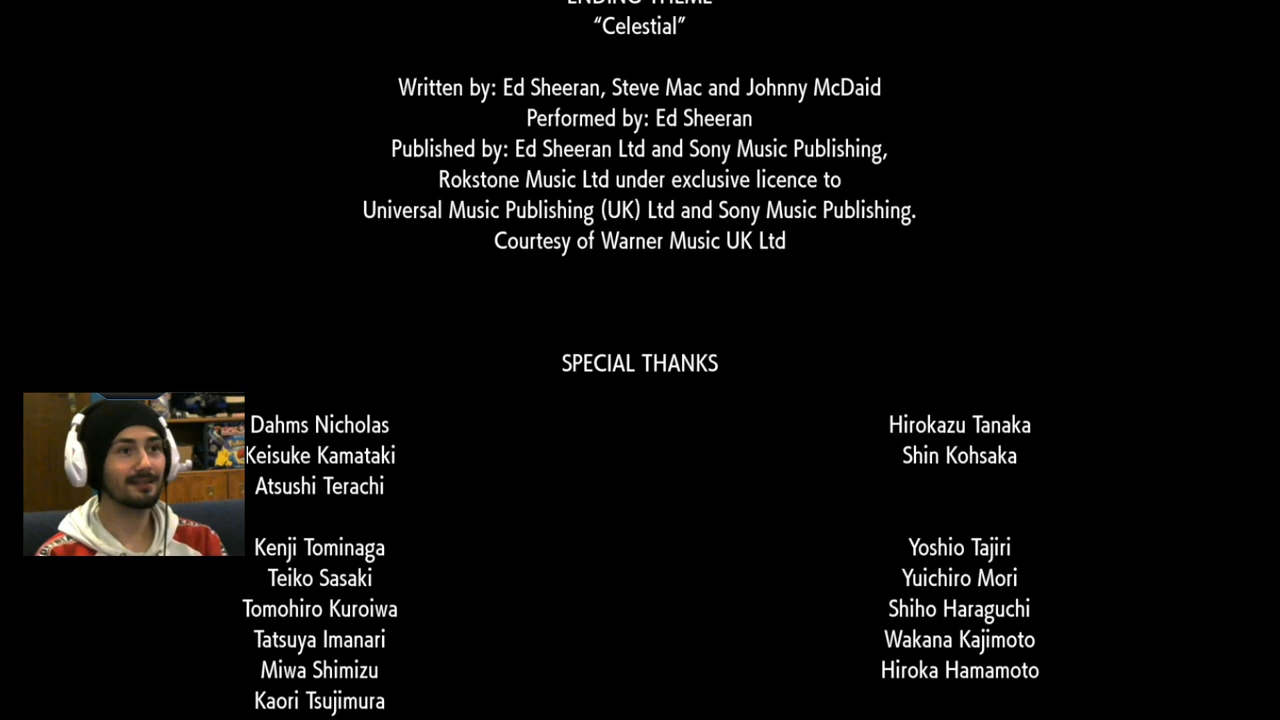 ENDING THEME
“Celestial”
Written by: Ed Sheeran, Steve Mac and Johnny McDaid
Performed by: Ed Sheeran
Published by: Ed Sheeran Ltd and Sony Music Publishing,
Rokstone Music Ltd under exclusive licence to
Universal Music Publishing (UK) Ltd and Sony Music Publishing.
Courtesy of Warner Music UK Ltd
SPECIAL THANKS
Dahms Nicholas
Keisuke Kamataki
Atsushi Terachi
Hirokazu Tanaka
Shin Kohsaka
Kenji Tominaga
Teiko Sasaki
Tomohiro Kuroiwa
Tatsuya Imanari
Miwa Shimizu
Kaori Tsujimura
Yoshio Tajiri
Yuichiro Mori
Shiho Haraguchi
Wakana Kajimoto
Hiroka Hamamoto